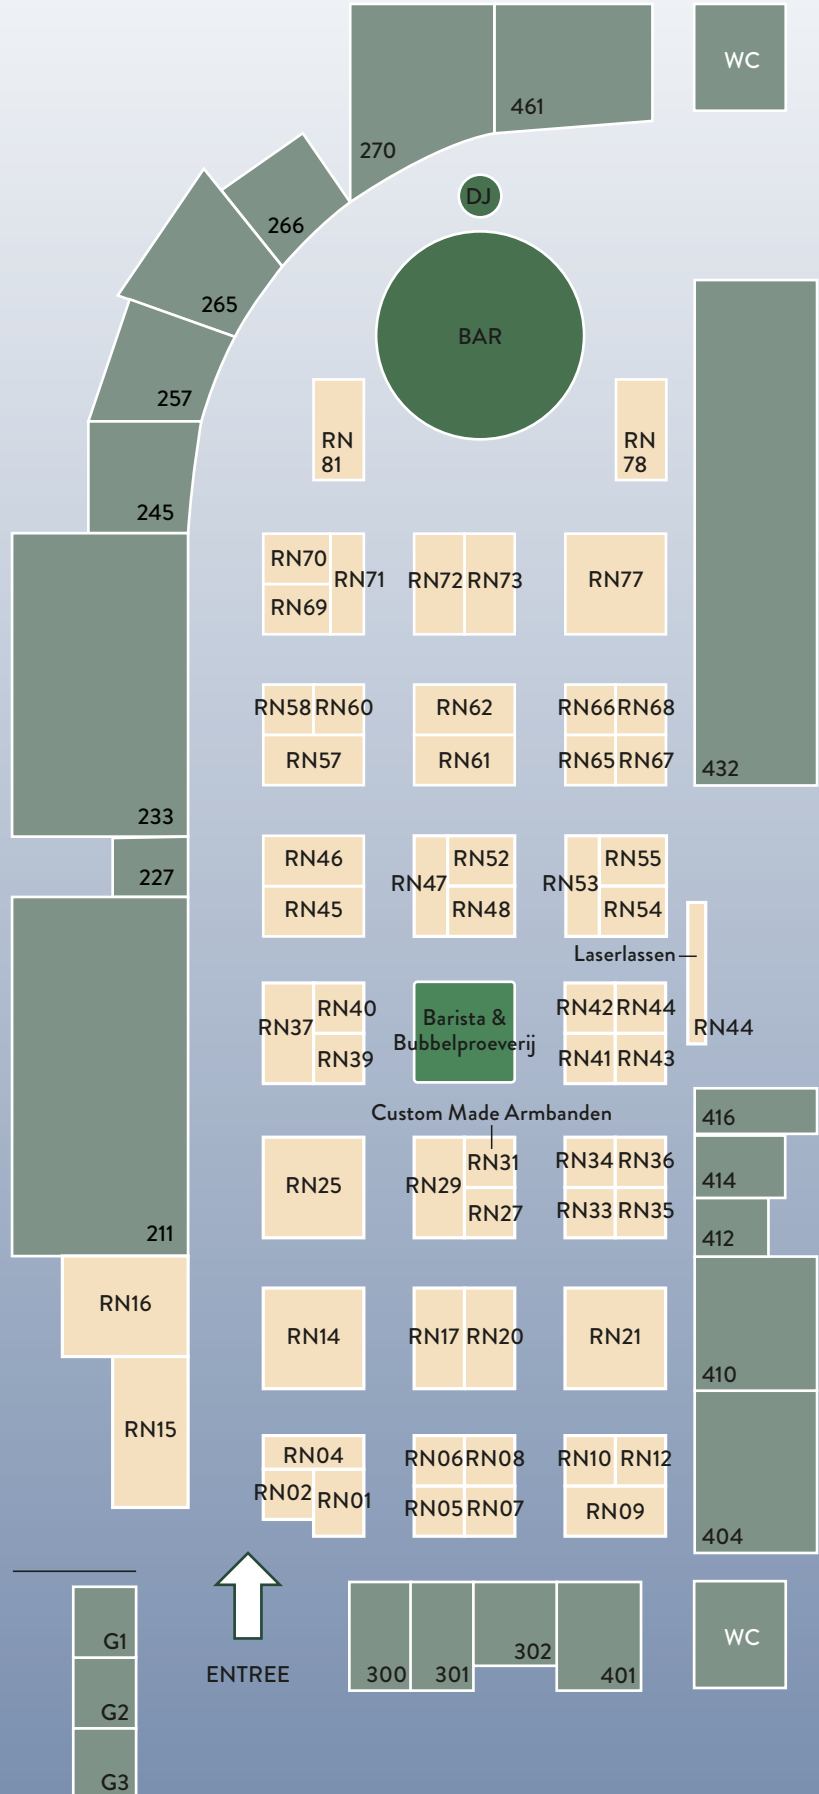 WC
461
270
DJ
266
265
BAR
257
RN
81
RN
78
245
RN70
RN71
RN72
RN73
RN77
RN69
RN58
RN60
RN62
RN66
RN68
RN57
RN61
RN65
RN67
432
233
RN46
RN52
RN55
227
RN47
RN53
RN45
RN48
RN54
Laserlassen
RN40
RN42
RN44
RN37
Barista &
Bubbelproeverij
RN44
RN39
RN41
RN43
Custom Made Armbanden
416
RN31
RN34
RN36
414
RN25
RN29
RN27
RN33
RN35
211
412
RN16
RN14
RN17
RN20
RN21
410
RN15
RN04
RN06
RN08
RN10
RN12
RN02
RN01
RN05
RN07
RN09
404
G1
WC
302
ENTREE
300
301
401
G2
G3